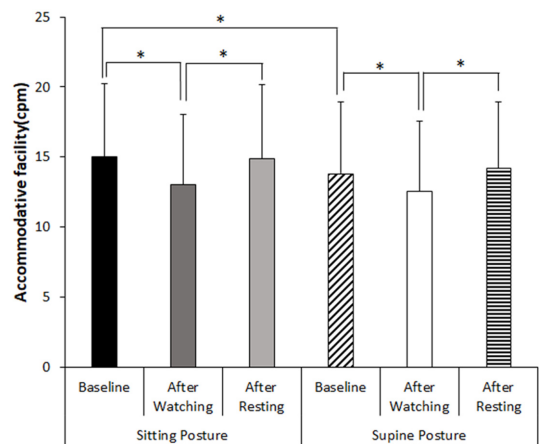 25
20
15
10
5
0
Accommodative facility(cpm)
*
*
*
*
*
Baseline
After
Watching
After
Resting
Baseline
After
Watching
After
Resting
Sitting Posture
Supine Posture